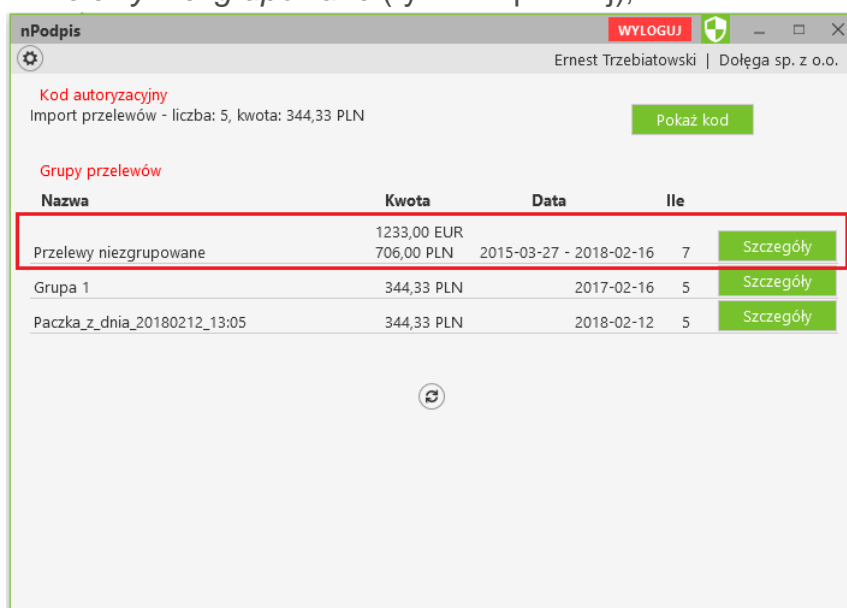 nPodpis WYLOGUJ
Ernest Trzebiatowski | Dołęga sp. z o.o.
Kod autoryzacyjny
Import przelewów - liczba: 5, kwota: 344,33 PLN Pokaż kod
Grupy przelewów
Nazwa Kwota Data Ile
1233,00 EUR
Przelewy niezgrupowane 706,00 PLN 2015-03-27 - 2018-02-16 7 Szczegóły
Grupa 1 344,33 PLN 2017-02-16 5 Szczegóły
Paczka_z_dnia_20180212_13:05 344,33 PLN 2018-02-12 5 Szczegóły